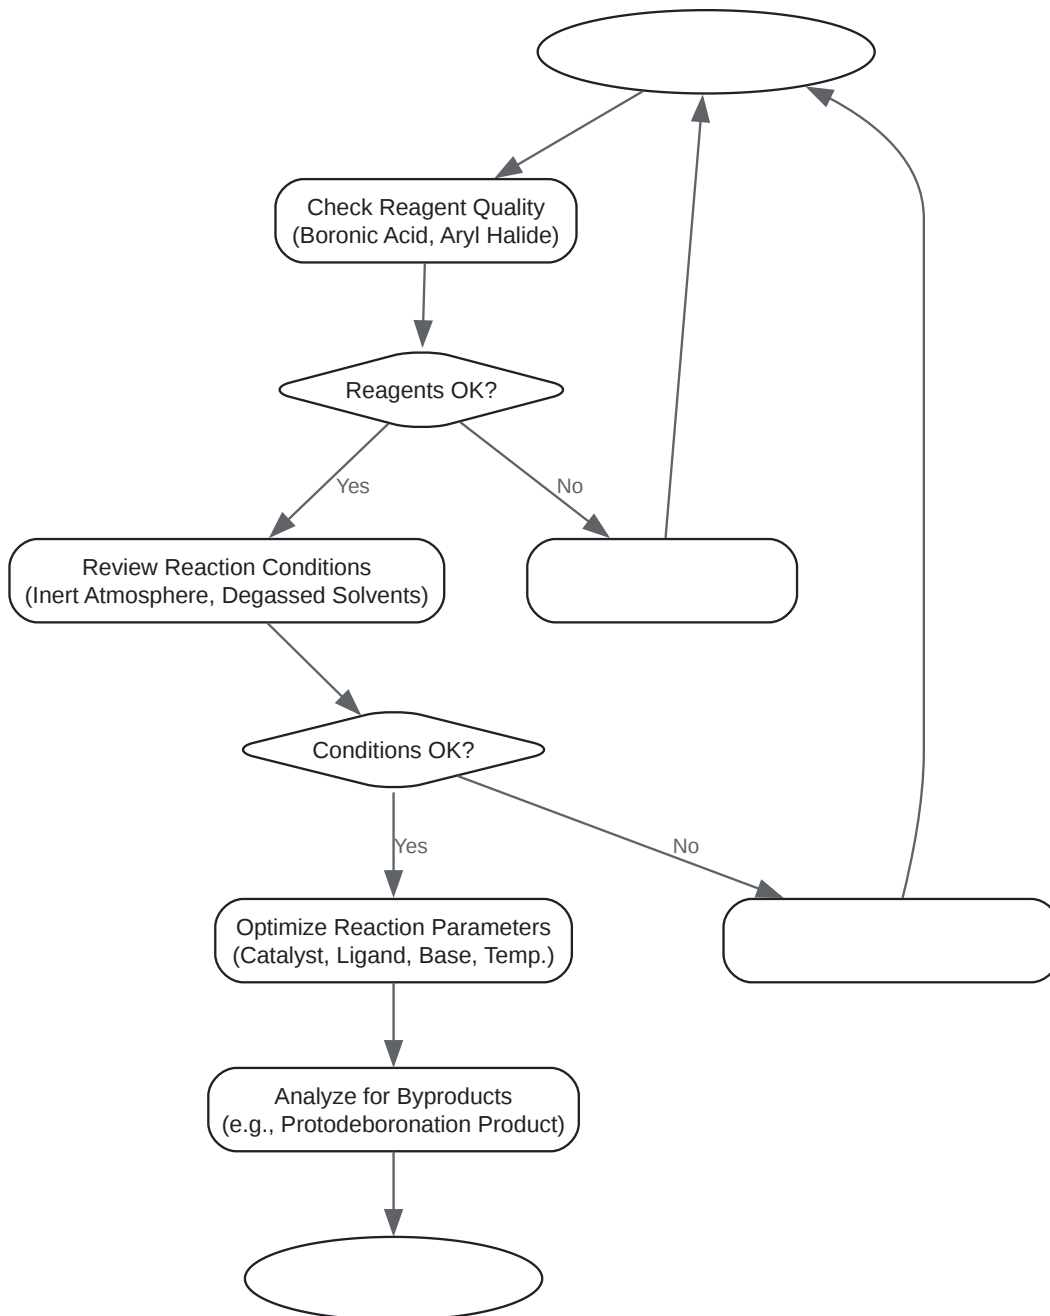 Check Reagent Quality
(Boronic Acid, Aryl Halide)
Reagents OK?
Yes
No
Review Reaction Conditions
(Inert Atmosphere, Degassed Solvents)
Conditions OK?
Yes
No
Optimize Reaction Parameters
(Catalyst, Ligand, Base, Temp.)
Analyze for Byproducts
(e.g., Protodeboronation Product)